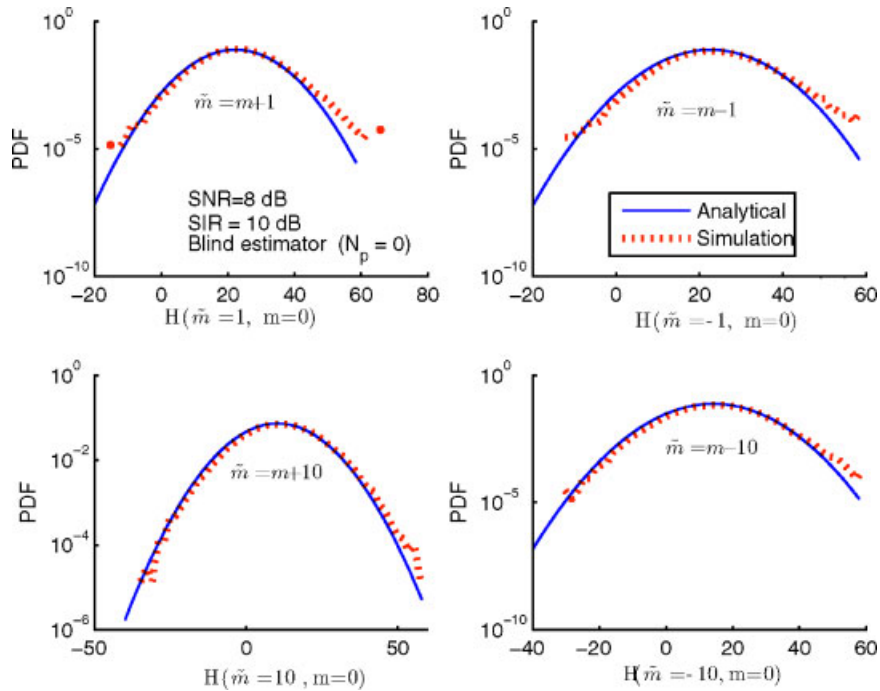 10^0
10^-5
10^-10
PDF
m̃ =m+1
SNR=8 dB
SIR = 10 dB
Blind estimator (N_p = 0)
-20 0 20 40 60 80
H(m̃ =1, m=0)
10^0
10^-5
10^-10
PDF
m̃ =m-1
Analytical
Simulation
-20 0 20 40 60
H(m̃ =-1, m=0)
10^0
10^-2
10^-4
10^-6
PDF
m̃ =m+10
-50 0 50
H(m̃ =10 , m=0)
10^0
10^-5
10^-10
PDF
m̃ =m-10
-40 -20 0 20 40 60
H(m̃ =-10, m=0)